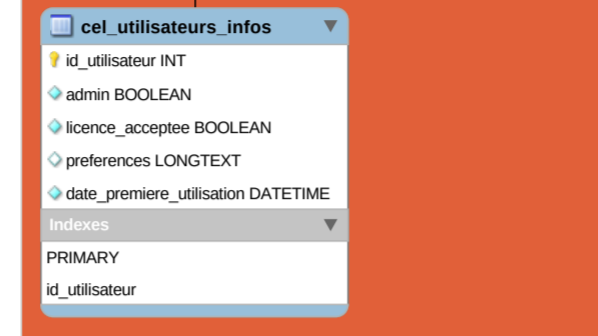 cel_utilisateurs_infos
id_utilisateur INT
admin BOOLEAN
licence_acceptee BOOLEAN
preferences LONGTEXT
date_premiere_utilisation DATETIME
Indexes
PRIMARY
id_utilisateur